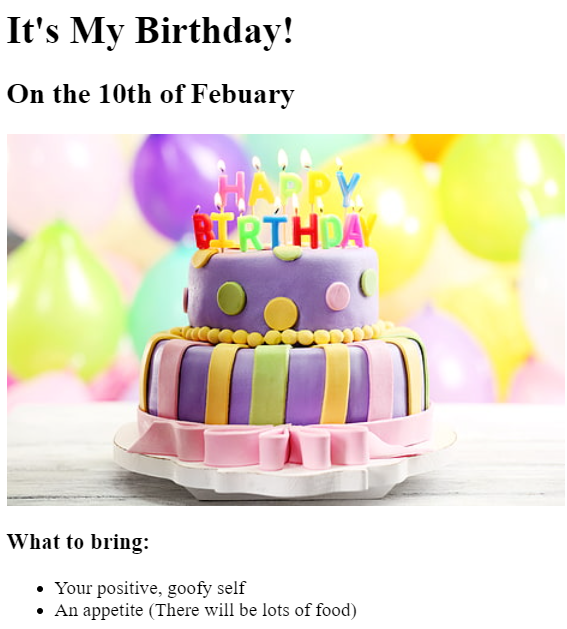 It's My Birthday!
On the 10th of Febuary
HAPPY
BIRTHDAY
What to bring:
Your positive, goofy self
An appetite (There will be lots of food)